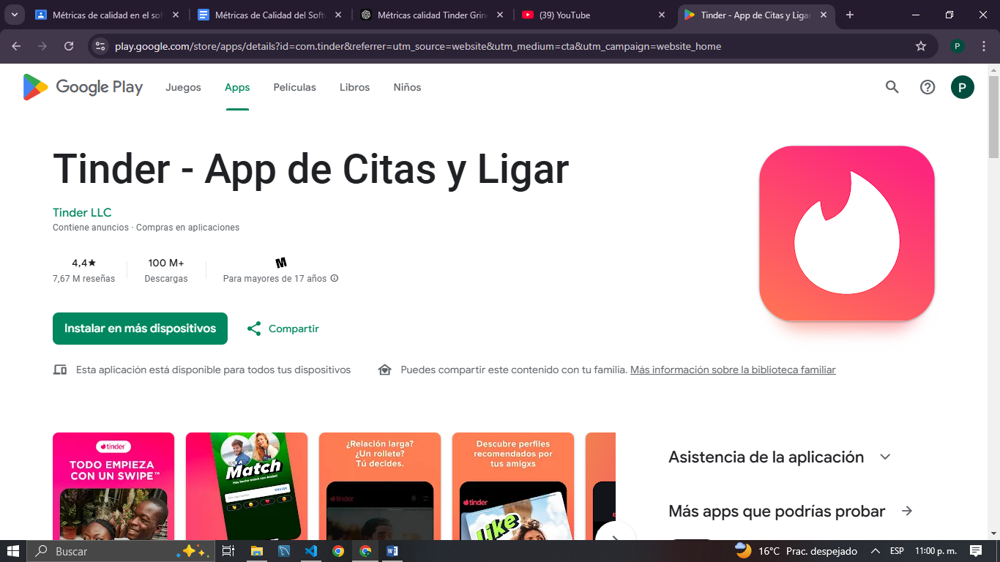 Métricas de calidad en el sof
Métricas de Calidad del Soft
Métricas calidad Tinder Grin
(39) YouTube
Tinder - App de Citas y Ligar
play.google.com/store/apps/details?id=com.tinder&referrer=utm_source=website&utm_medium=cta&utm_campaign=website_home
P
Google Play
Juegos
Apps
Películas
Libros
Niños
P
Tinder - App de Citas y Ligar
Tinder LLC
Contiene anuncios · Compras en aplicaciones
4,4★
7,67 M reseñas
100 M+
Descargas
Para mayores de 17 años
Instalar en más dispositivos
Compartir
Esta aplicación está disponible para todos tus dispositivos
Puedes compartir este contenido con tu familia. Más información sobre la biblioteca familiar
tinder
TODO EMPIEZA
CON UN SWIPE™
IT'S A
Match
ENVIAR
¿Relación larga?
¿Un rollete?
Tú decides.
tinder
Descubre perfiles
recomendados por
tus amigxs
tinder
LIKE
Asistencia de la aplicación
Más apps que podrías probar
Buscar
16°C Prac. despejado
ESP
11:00 p. m.